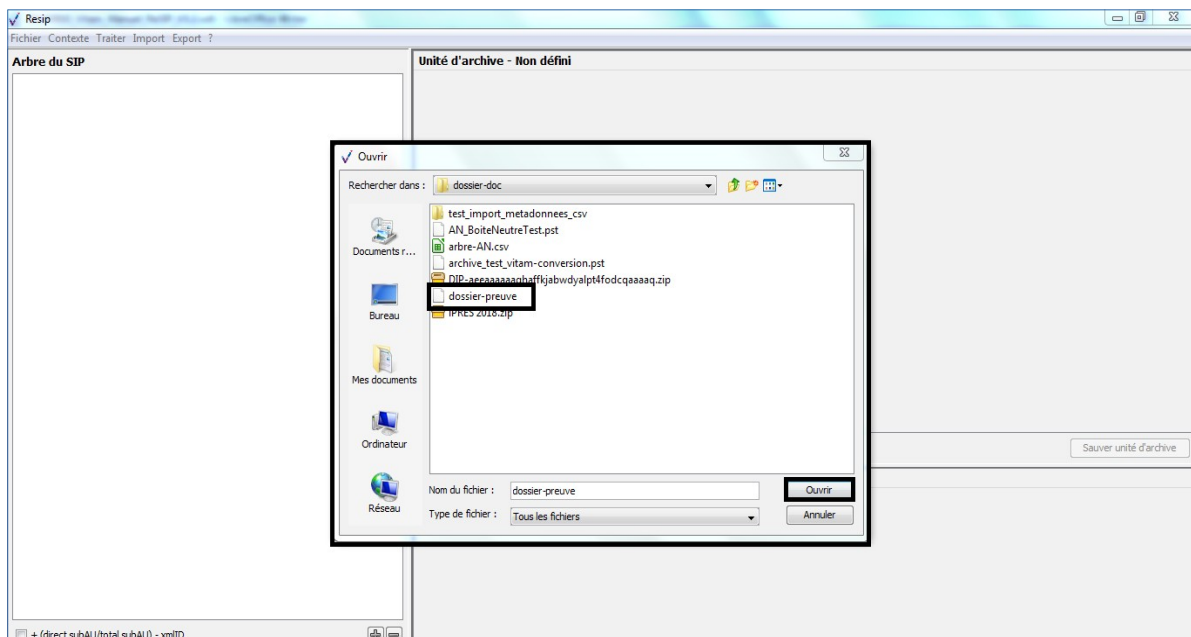 Resip
Fichier Contexte Traiter Import Export ?
Arbre du SIP
Unité d'archive - Non défini
Ouvrir
Rechercher dans : dossier-doc
test_import_metadonnees_csv
AN_BoiteNeutreTest.pst
arbre-AN.csv
archive_test_vitam-conversion.pst
dossier-preuve
IPRES 2018.zip
Documents r...
Bureau
Mes documents
Ordinateur
Réseau
Nom du fichier : dossier-preuve
Ouvrir
Type de fichier : Tous les fichiers
Annuler
Sauver unité d'archive
+ (direct subAU/total subAU) - xmlID